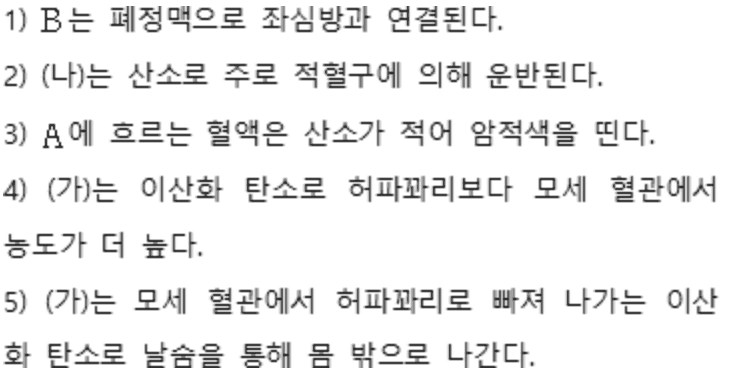 1) B는 폐정맥으로 좌심방과 연결된다.
2) (나)는 산소로 주로 적혈구에 의해 운반된다.
3) A에 흐르는 혈액은 산소가 적어 암적색을 띤다.
4) (가)는 이산화 탄소로 허파꽈리보다 모세 혈관에서
농도가 더 높다.
5) (가)는 모세 혈관에서 허파꽈리로 빠져 나가는 이산
화 탄소로 날숨을 통해 몸 밖으로 나간다.